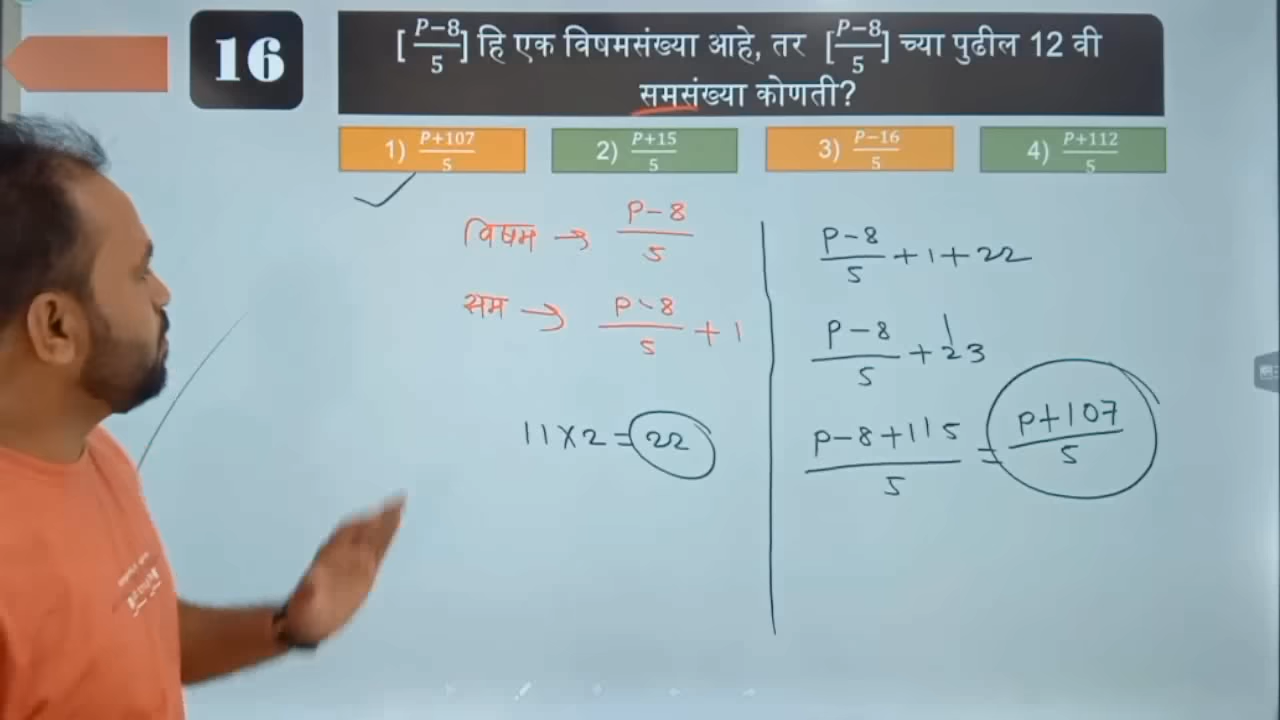 16
[(P−8)/5] हि एक विषमसंख्या आहे, तर [(P−8)/5] च्या पुढील 12 वी
समसंख्या कोणती?
1) (P+107)/5
2) (P+15)/5
3) (P−16)/5
4) (P+112)/5
विषम → (P−8)/5
सम → (P−8)/5 + 1
11×2=22
(P−8)/5 +1+22
(P−8)/5 + 23
(P−8+115)/5 = (P+107)/5